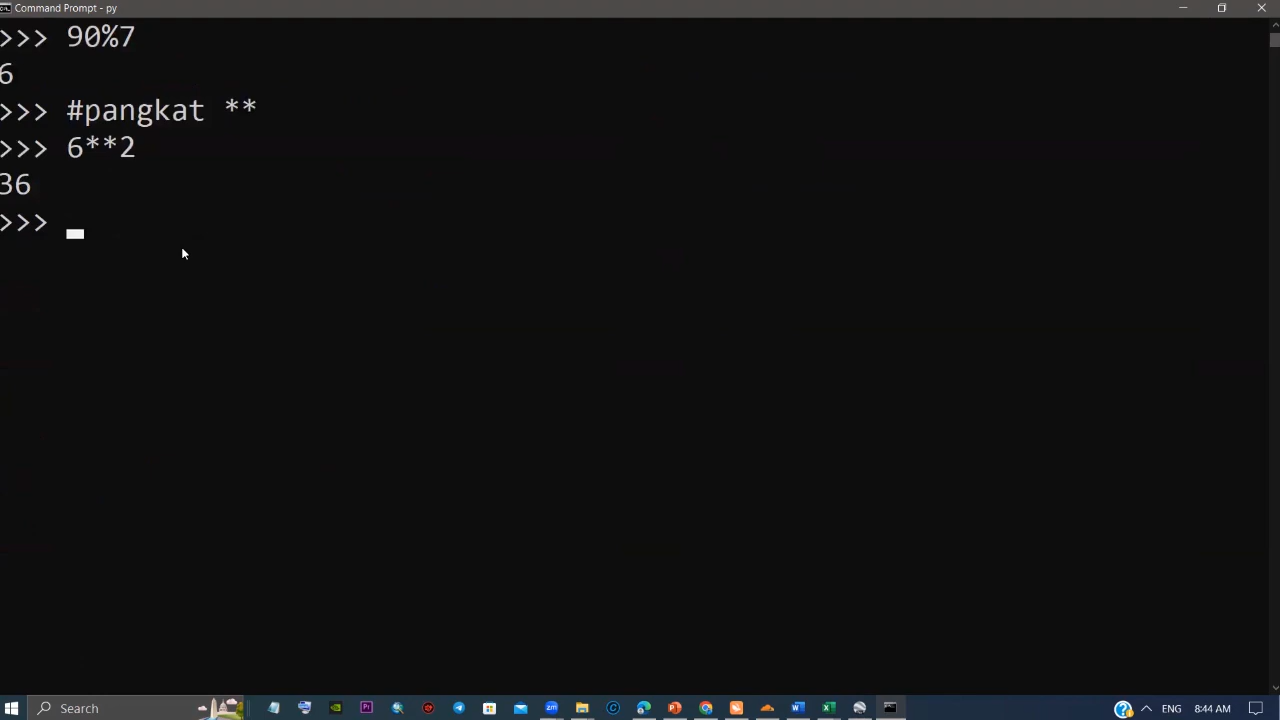 Command Prompt - py
>>> 90%7
6
>>> #pangkat **
>>> 6**2
36
>>>
Search
ENG
8:44 AM